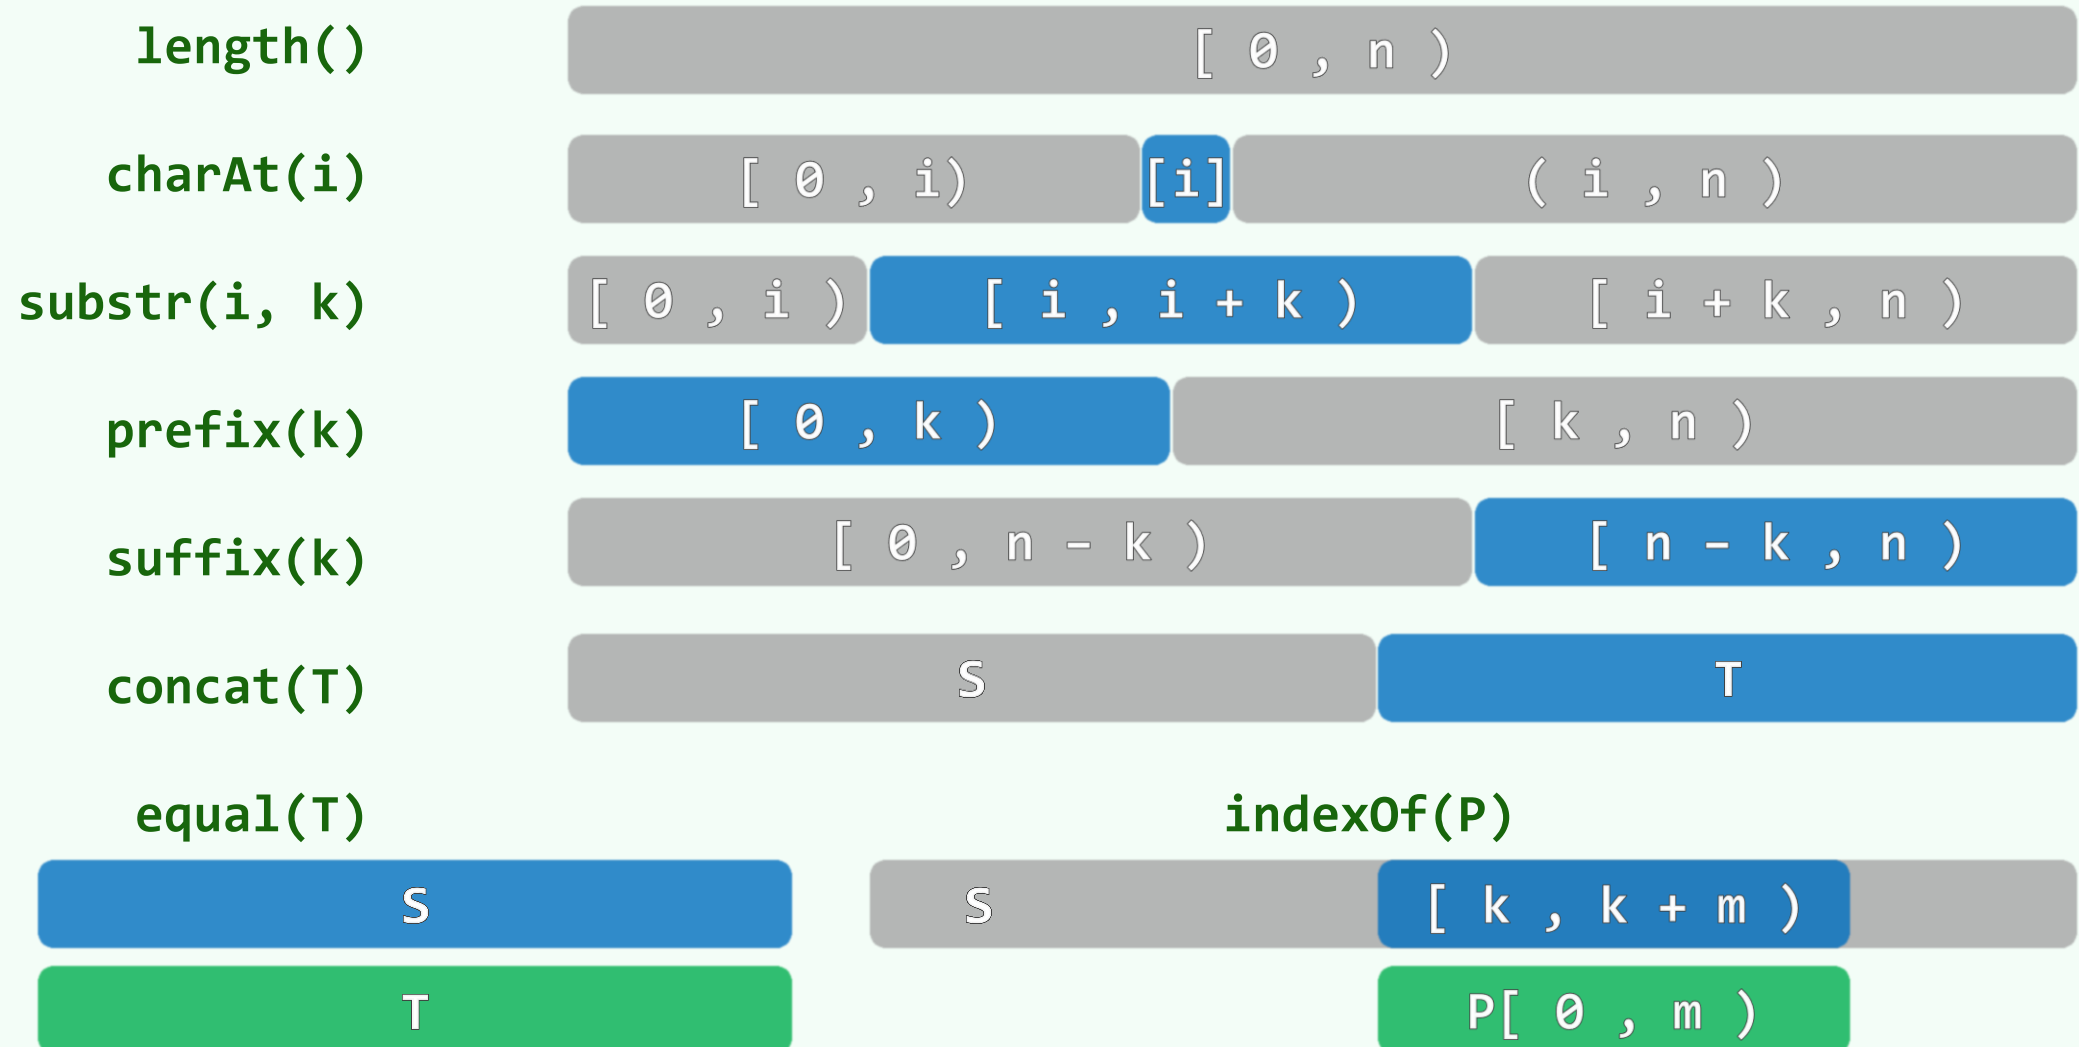 length() [ 0 , n )
charAt(i) [ 0 , i) [i] ( i , n )
substr(i, k) [ 0 , i ) [ i , i + k ) [ i + k , n )
prefix(k) [ 0 , k ) [ k , n )
suffix(k) [ 0 , n – k ) [ n – k , n )
concat(T) S T
equal(T) indexOf(P)
S S [ k , k + m )
T P[ 0 , m )